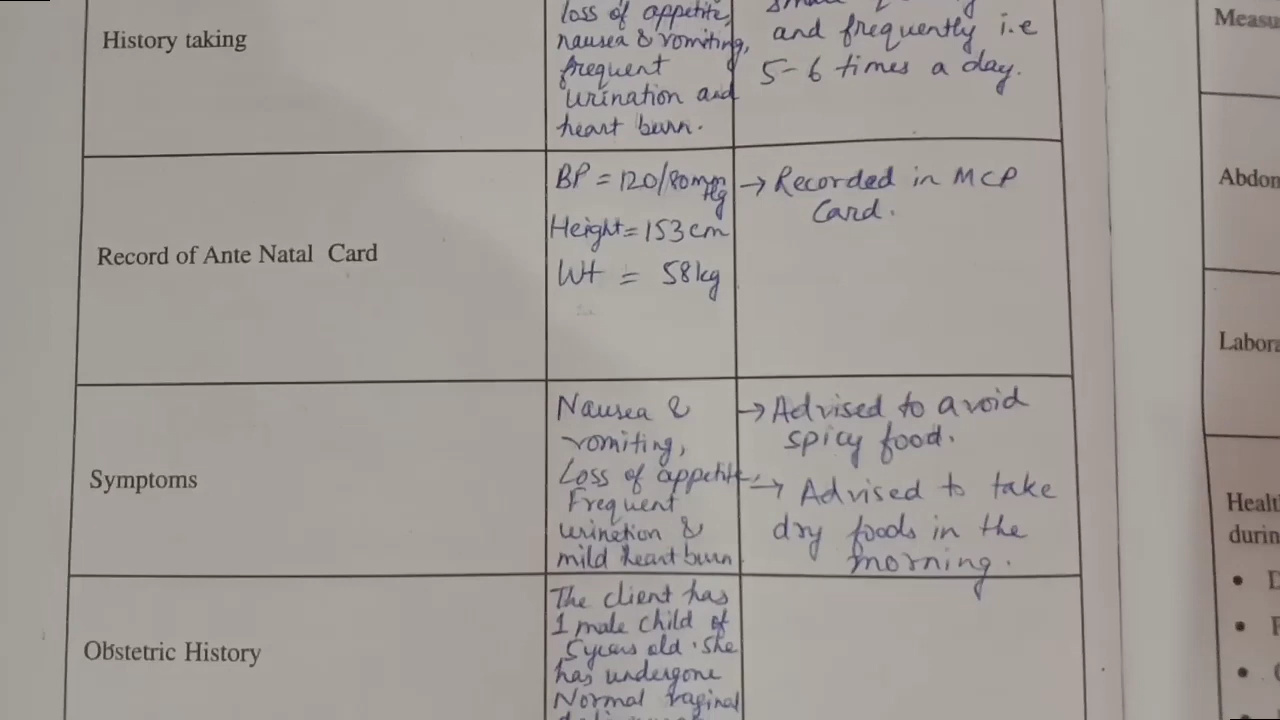 History taking
loss of appetite,
nausea & vomiting,
frequent
urination and
heart burn.
and frequently i.e
5-6 times a day.
Record of Ante Natal Card
BP = 120/80mm
Hg
Height = 153 cm
Wt = 58kg
→ Recorded in MCP
Card.
Symptoms
Nausea &
vomiting,
Loss of appetite,
Frequent
urination &
mild heart burn
→ Advised to avoid
spicy food.
→ Advised to take
dry foods in the
morning.
Obstetric History
The client has
1 male child of
5 years old. She
has undergone
Normal vaginal
Measu
Abdon
Labora
Healt
durin